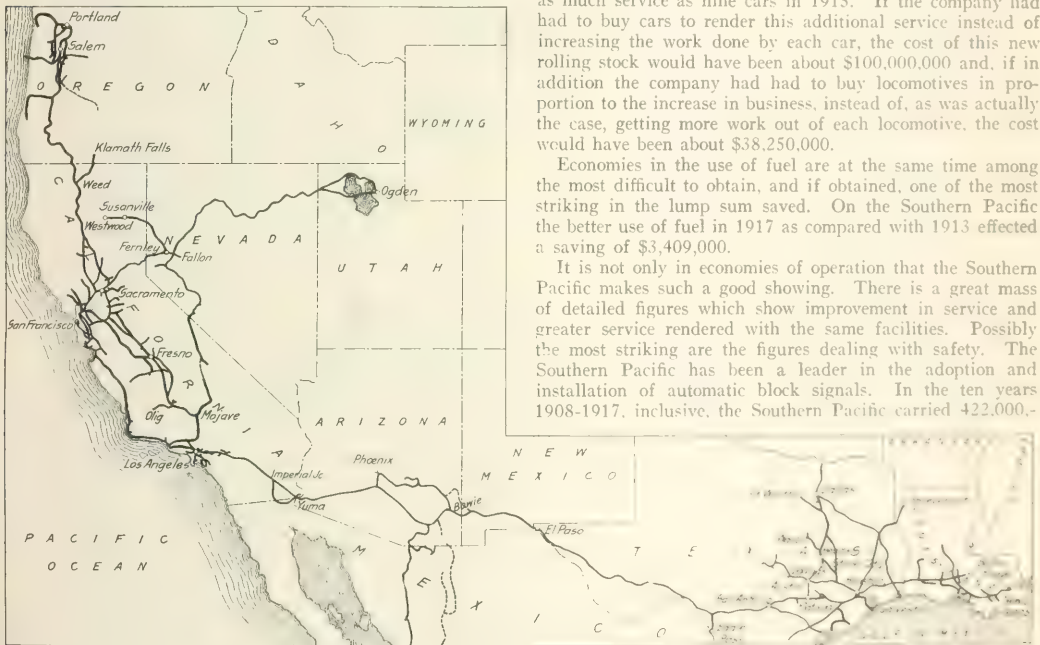 as much service as nine cars in 1913. If the company had
had to buy cars to render this additional service instead of
increasing the work done by each car, the cost of this new
rolling stock would have been about $100,000,000 and, if in
addition the company had had to buy locomotives in pro-
portion to the increase in business, instead of, as was actually
the case, getting more work out of each locomotive, the cost
would have been about $38,250,000.
Economies in the use of fuel are at the same time among
the most difficult to obtain, and if obtained, one of the most
striking in the lump sum saved. On the Southern Pacific
the better use of fuel in 1917 as compared with 1913 effected
a saving of $3,409,000.
It is not only in economies of operation that the Southern
Pacific makes such a good showing. There is a great mass
of detailed figures which show improvement in service and
greater service rendered with the same facilities. Possibly
the most striking are the figures dealing with safety. The
Southern Pacific has been a leader in the adoption and
installation of automatic block signals. In the ten years
1908-1917, inclusive, the Southern Pacific carried 422,000,-
Portland
Salem
OREGON
IDAHO
WYOMING
Klamath Falls
Weed
Susanville
Westwood
Fernley
Fallon
NEVADA
Ogden
UTAH
Sacramento
San Francisco
Fresno
CALIFORNIA
Olig
Mojave
Los Angeles
ARIZONA
Imperial Jc.
Yuma
Phoenix
Bowie
NEW
MEXICO
El Paso
TEXAS
PACIFIC
OCEAN
MEXICO